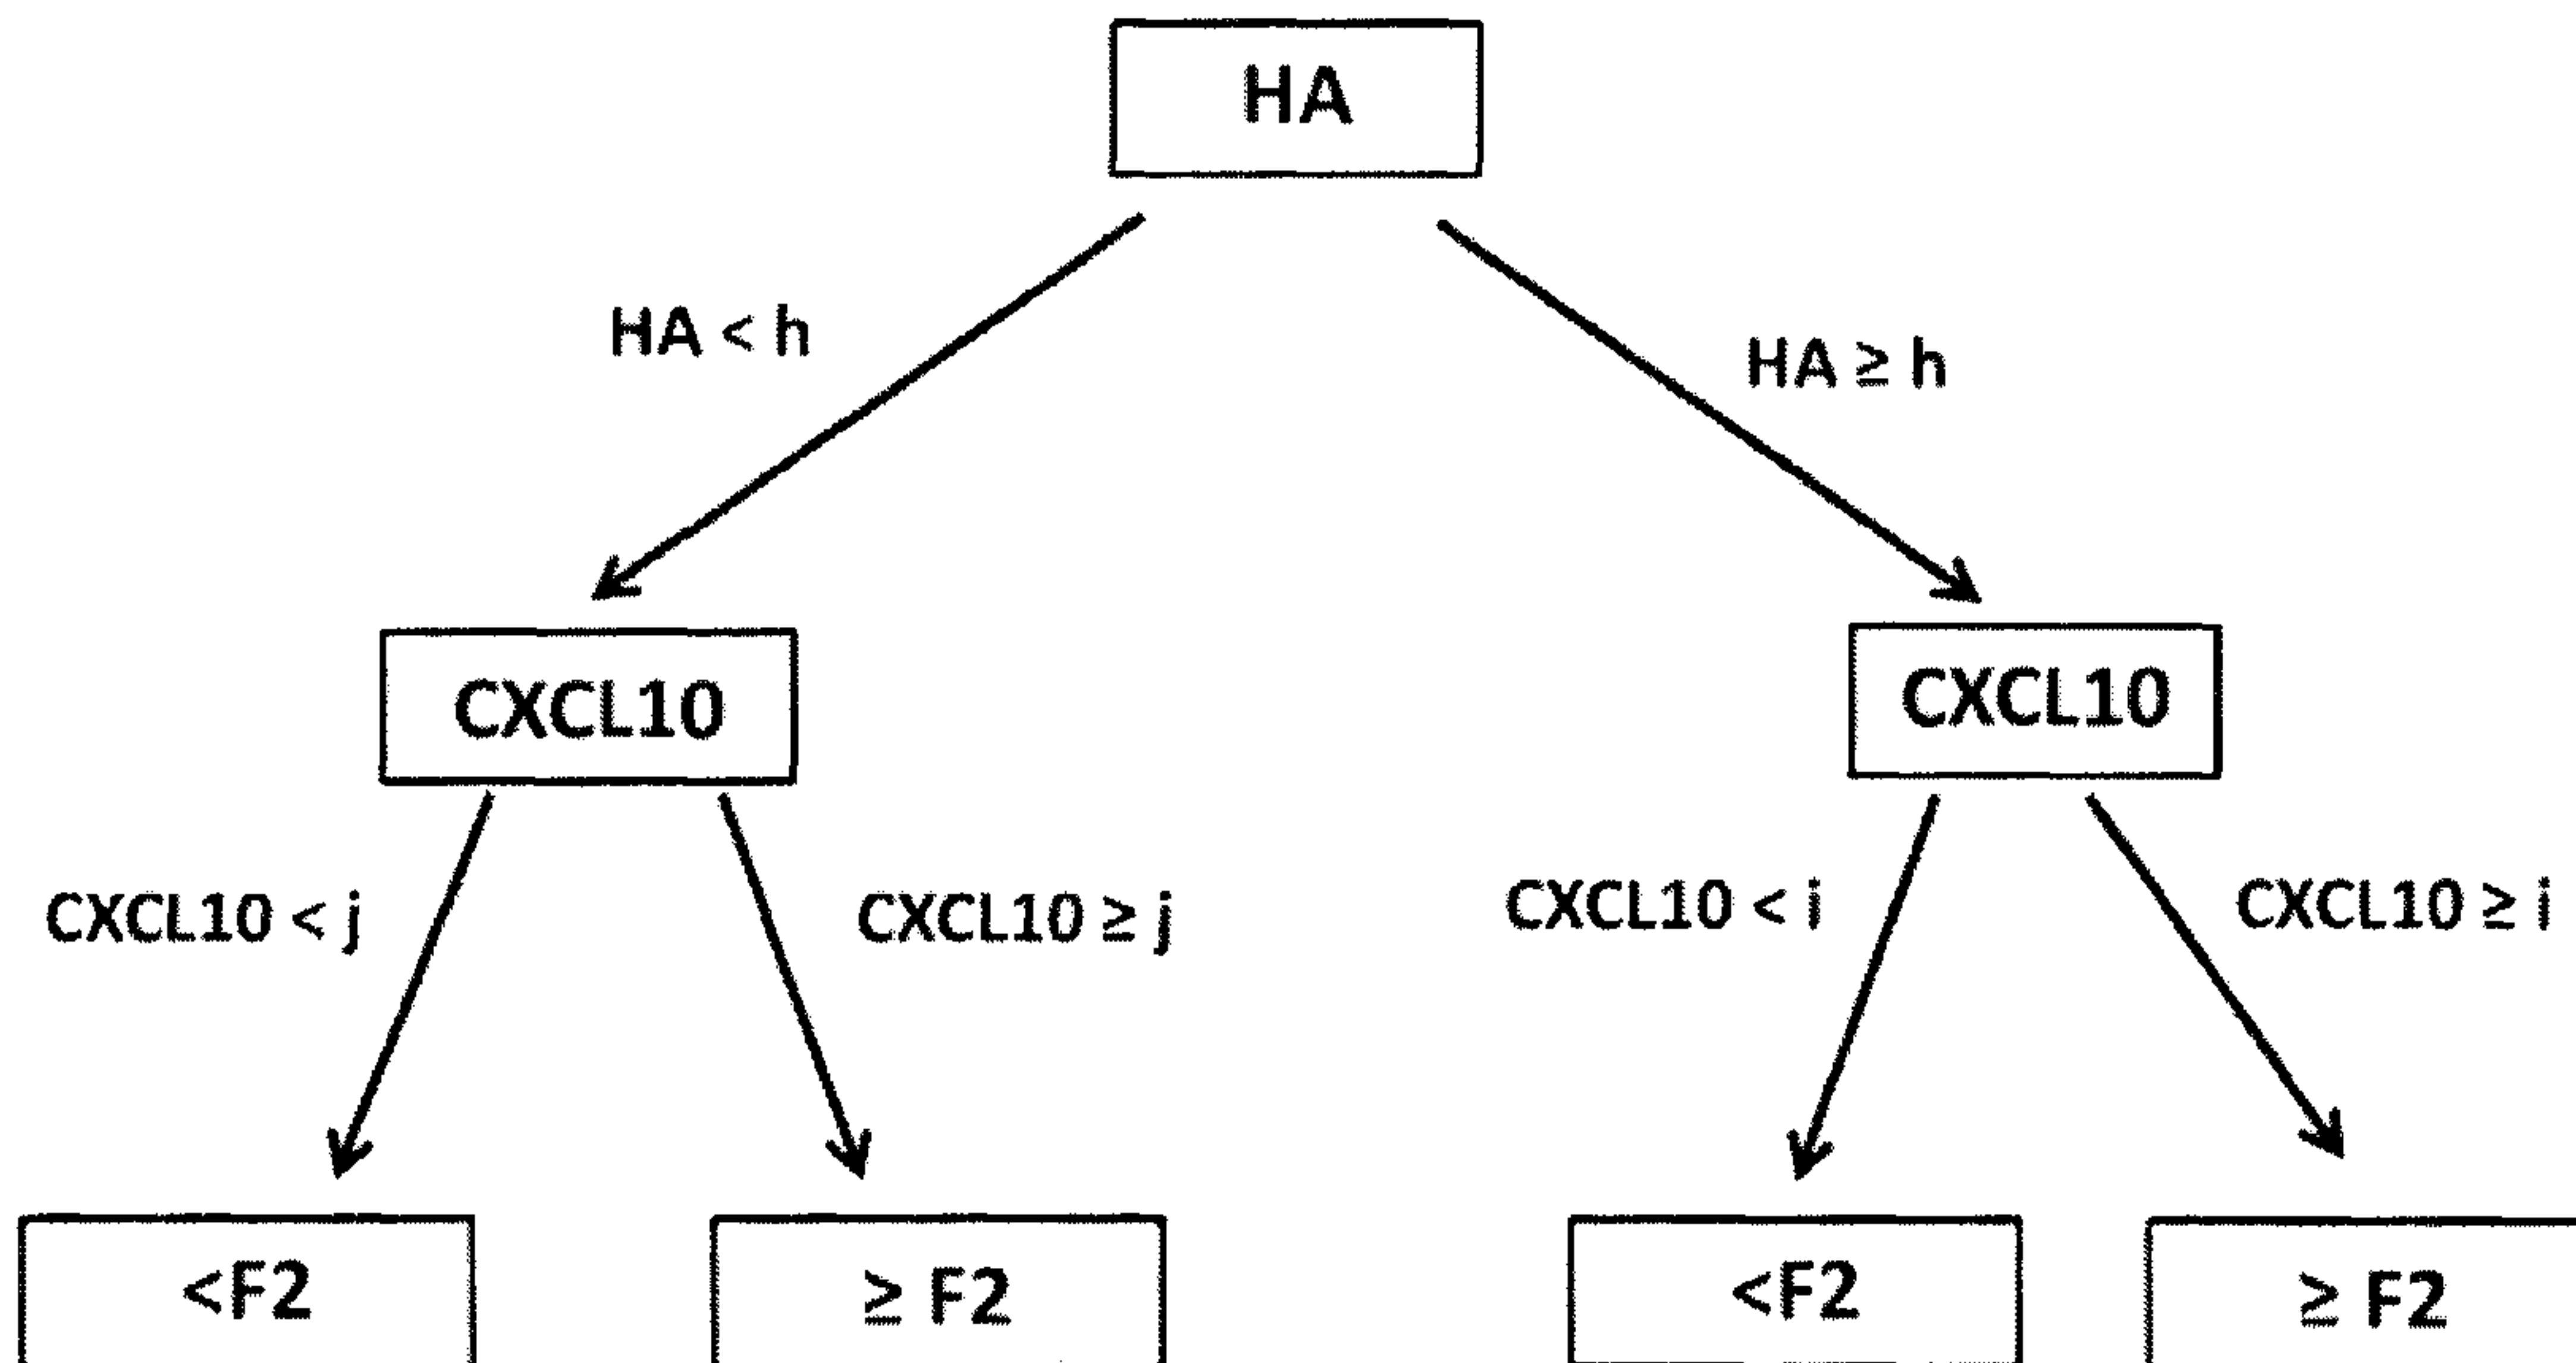 HA
HA < h
HA ≥ h
CXCL10
CXCL10
CXCL10 < j
CXCL10 ≥ j
CXCL10 < i
CXCL10 ≥ i
<F2
≥ F2
<F2
≥ F2